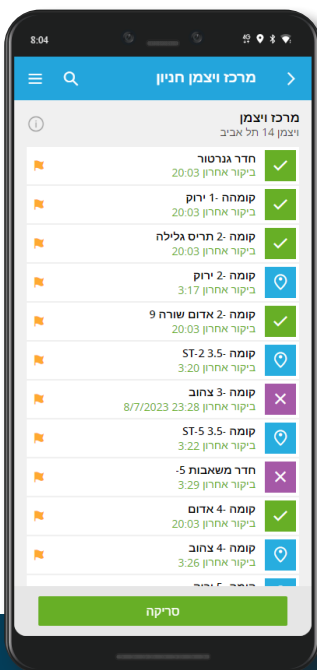 8:04
4G
מרכז ויצמן חניון
מרכז ויצמן
ויצמן 14 תל אביב
חדר גנרטור
ביקור אחרון 20:03
קומהה -1 ירוק
ביקור אחרון 20:03
קומה -2 תריס גלילה
ביקור אחרון 20:03
קומה -2 ירוק
ביקור אחרון 3:17
קומה -2 אדום שורה 9
ביקור אחרון 20:03
קומה -3.5 ST-2
ביקור אחרון 3:20
קומה -3 צהוב
ביקור אחרון 23:28 8/7/2023
קומה -3.5 ST-5
ביקור אחרון 3:22
חדר משאבות 5-
ביקור אחרון 3:29
קומה -4 אדום
ביקור אחרון 20:03
קומה -4 צהוב
ביקור אחרון 3:26
סריקה